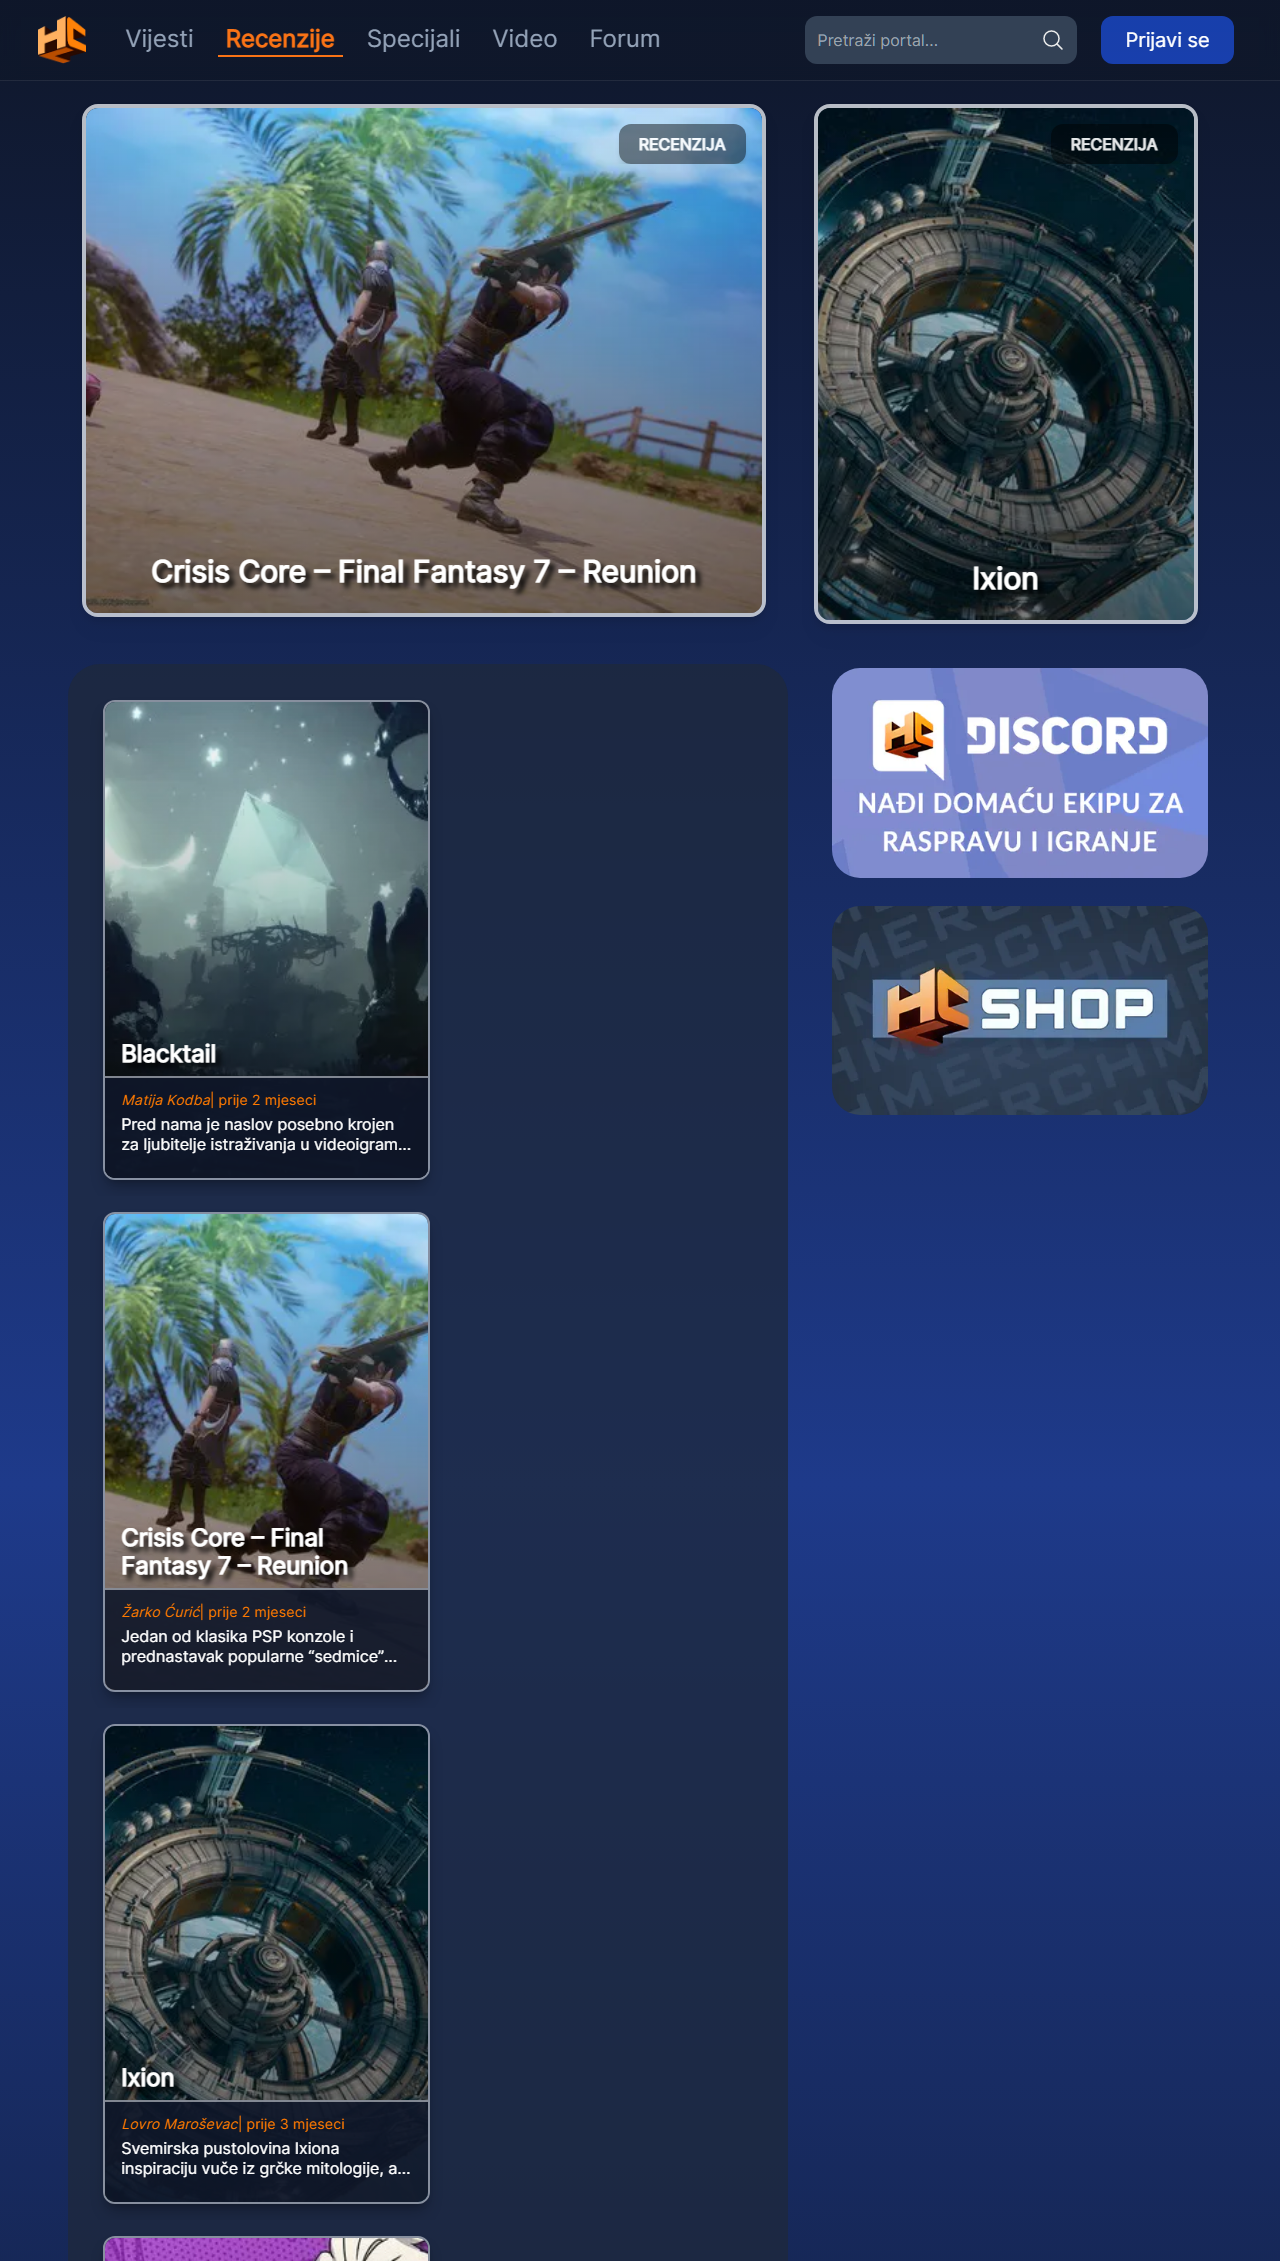 Vijesti
Recenzije
Specijali
Video
Forum
Pretraži portal...
Prijavi se
RECENZIJA
Crisis Core – Final Fantasy 7 – Reunion
RECENZIJA
Ixion
Blacktail
Matija Kodba| prije 2 mjeseci
Pred nama je naslov posebno krojen
za ljubitelje istraživanja u videoigram...
Crisis Core – Final
Fantasy 7 – Reunion
Žarko Ćurić| prije 2 mjeseci
Jedan od klasika PSP konzole i
prednastavak popularne “sedmice”...
Ixion
Lovro Maroševac| prije 3 mjeseci
Svemirska pustolovina Ixiona
inspiraciju vuče iz grčke mitologije, a...
HC DISCORD
NAĐI DOMAĆU EKIPU ZA
RASPRAVU I IGRANJE
MERCH
HC SHOP